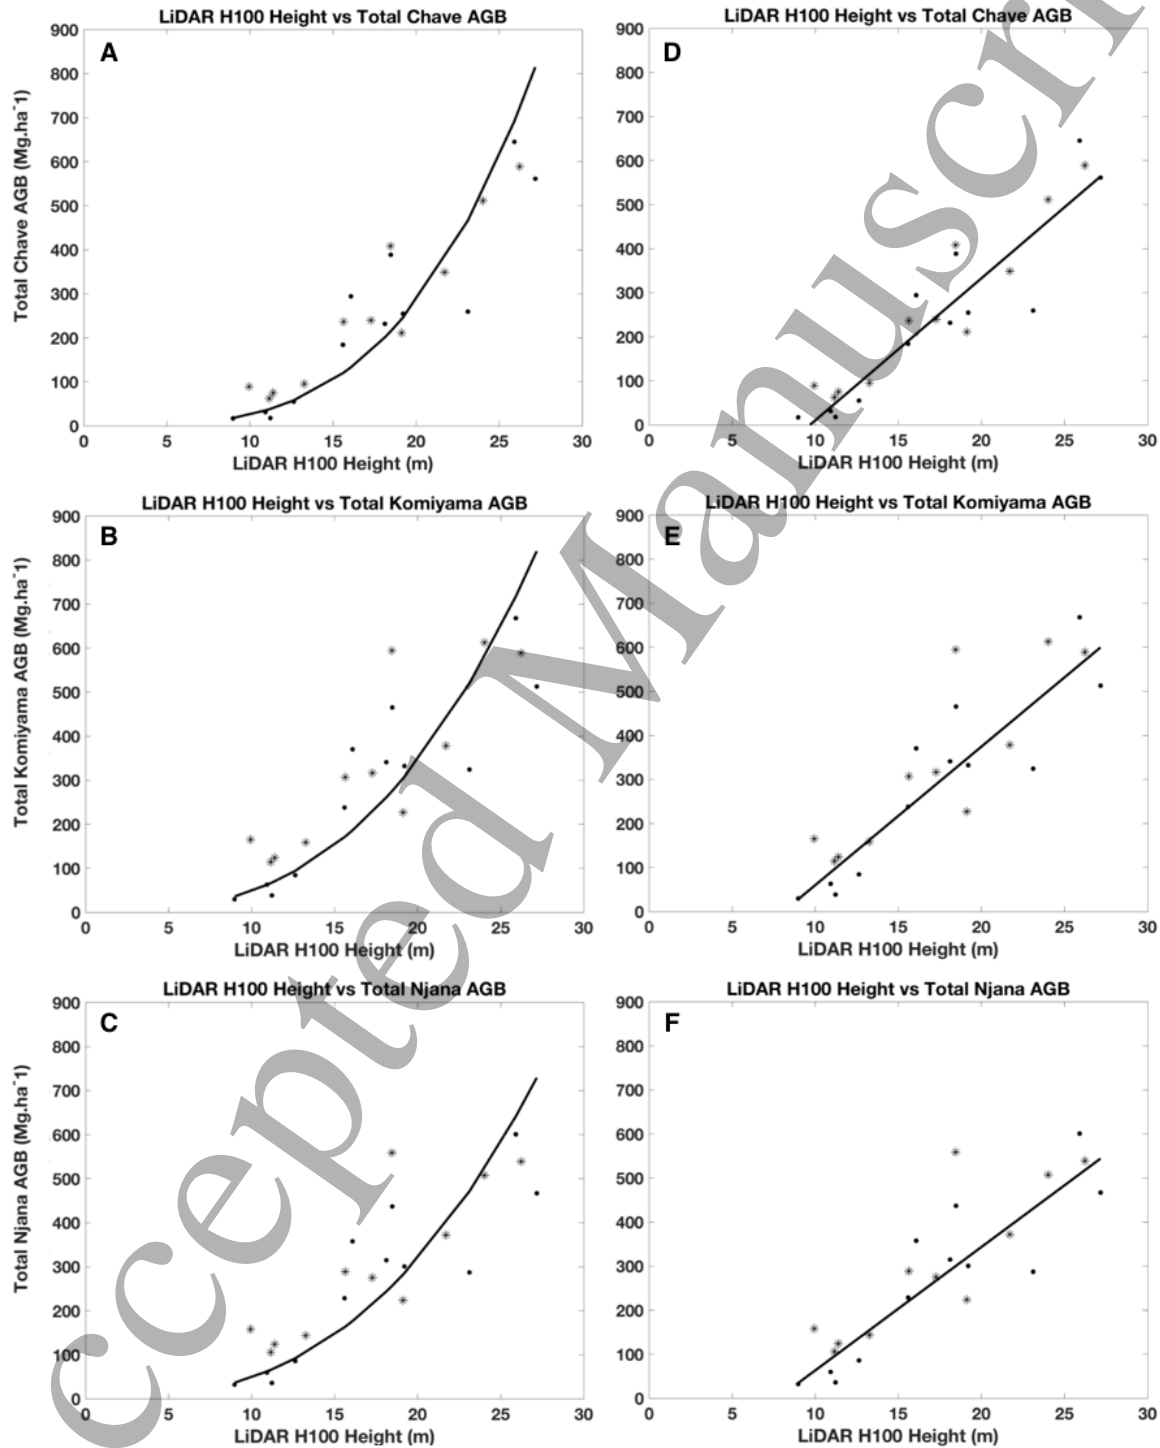 LiDAR H100 Height vs Total Chave AGB
A
900
800
700
600
500
400
300
200
100
0
Total Chave AGB (Mg.ha⁻1)
0 5 10 15 20 25 30
LiDAR H100 Height (m)
LiDAR H100 Height vs Total Chave AGB
D
900
800
700
600
500
400
300
200
100
0
0 5 10 15 20 25 30
LiDAR H100 Height (m)
LiDAR H100 Height vs Total Komiyama AGB
B
900
800
700
600
500
400
300
200
100
0
Total Komiyama AGB (Mg.ha⁻1)
0 5 10 15 20 25 30
LiDAR H100 Height (m)
LiDAR H100 Height vs Total Komiyama AGB
E
900
800
700
600
500
400
300
200
100
0
0 5 10 15 20 25 30
LiDAR H100 Height (m)
LiDAR H100 Height vs Total Njana AGB
C
900
800
700
600
500
400
300
200
100
0
Total Njana AGB (Mg.ha⁻1)
0 5 10 15 20 25 30
LiDAR H100 Height (m)
LiDAR H100 Height vs Total Njana AGB
F
900
800
700
600
500
400
300
200
100
0
0 5 10 15 20 25 30
LiDAR H100 Height (m)
ccepted Manuscri